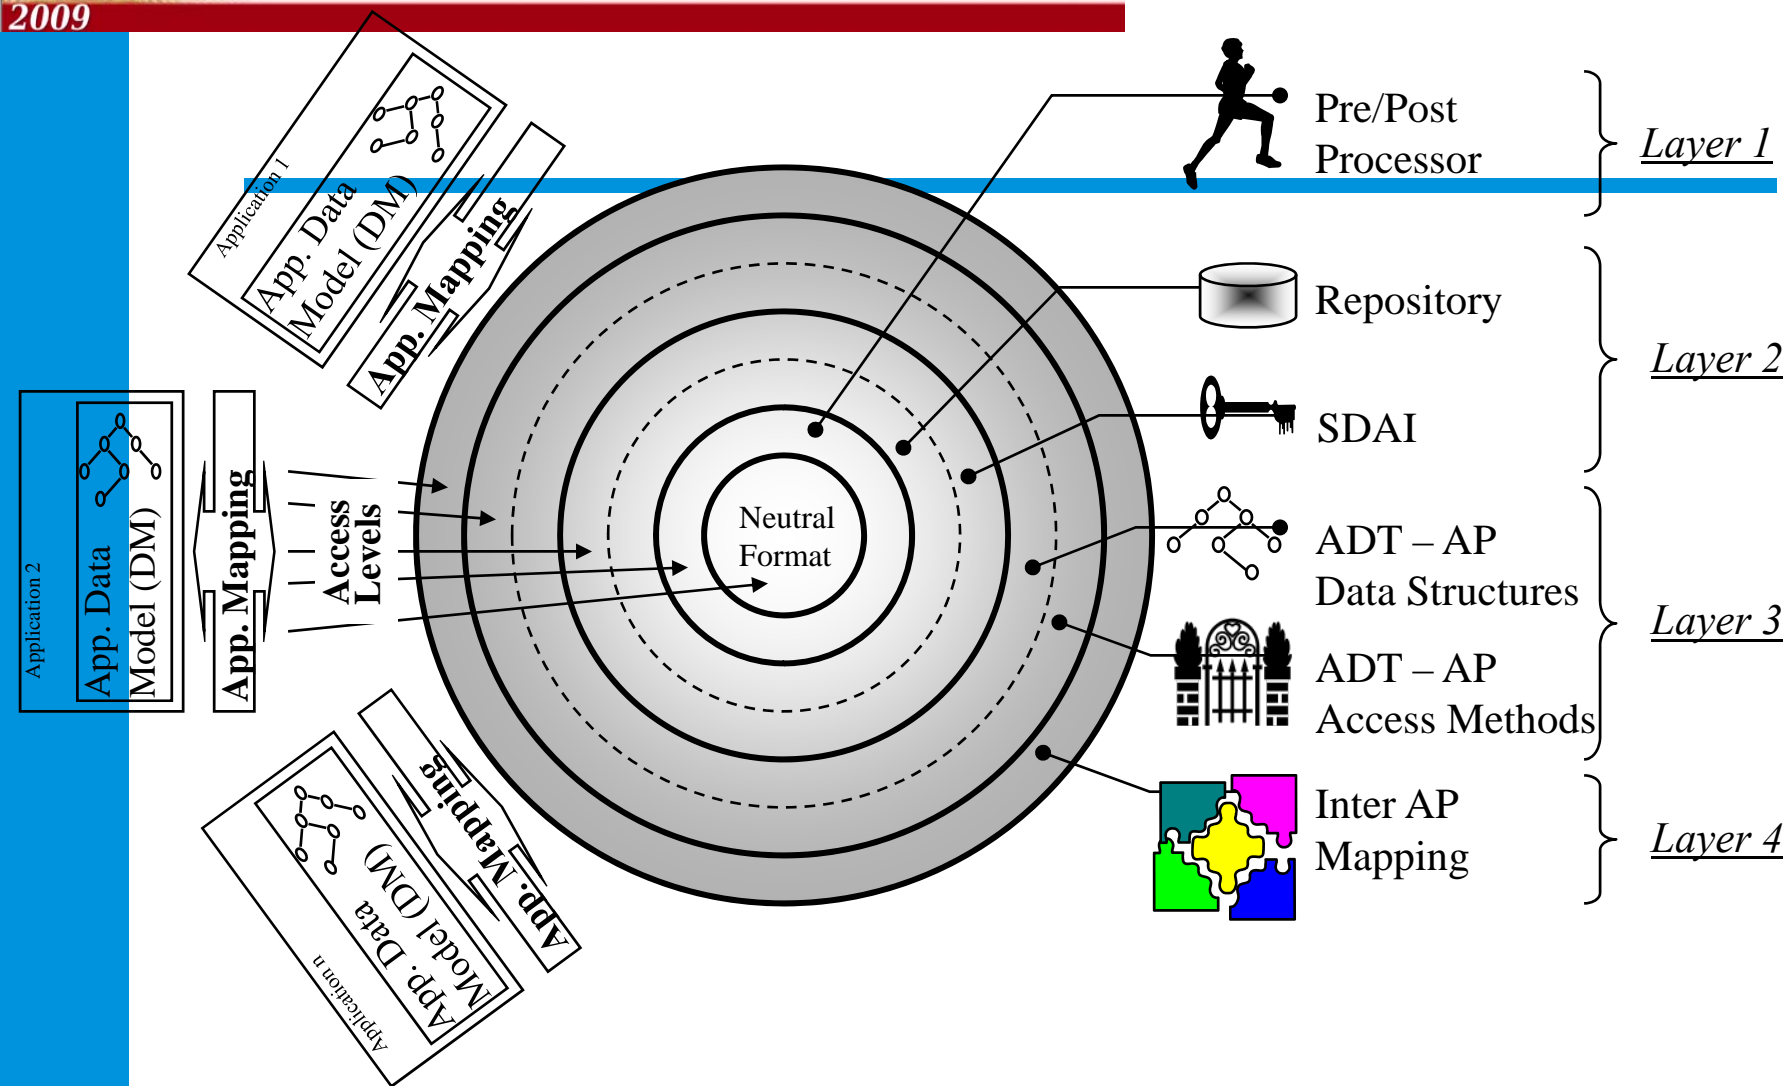 2009
Application 1
App. Data
Model (DM)
App. Mapping
Application 2
App. Data
Model (DM)
App. Mapping
Access
Levels
Application n
App. Data
Model (DM)
App. Mapping
Neutral
Format
Pre/Post
Processor
Layer 1
Repository
SDAI
Layer 2
ADT – AP
Data Structures
ADT – AP
Access Methods
Layer 3
Inter AP
Mapping
Layer 4